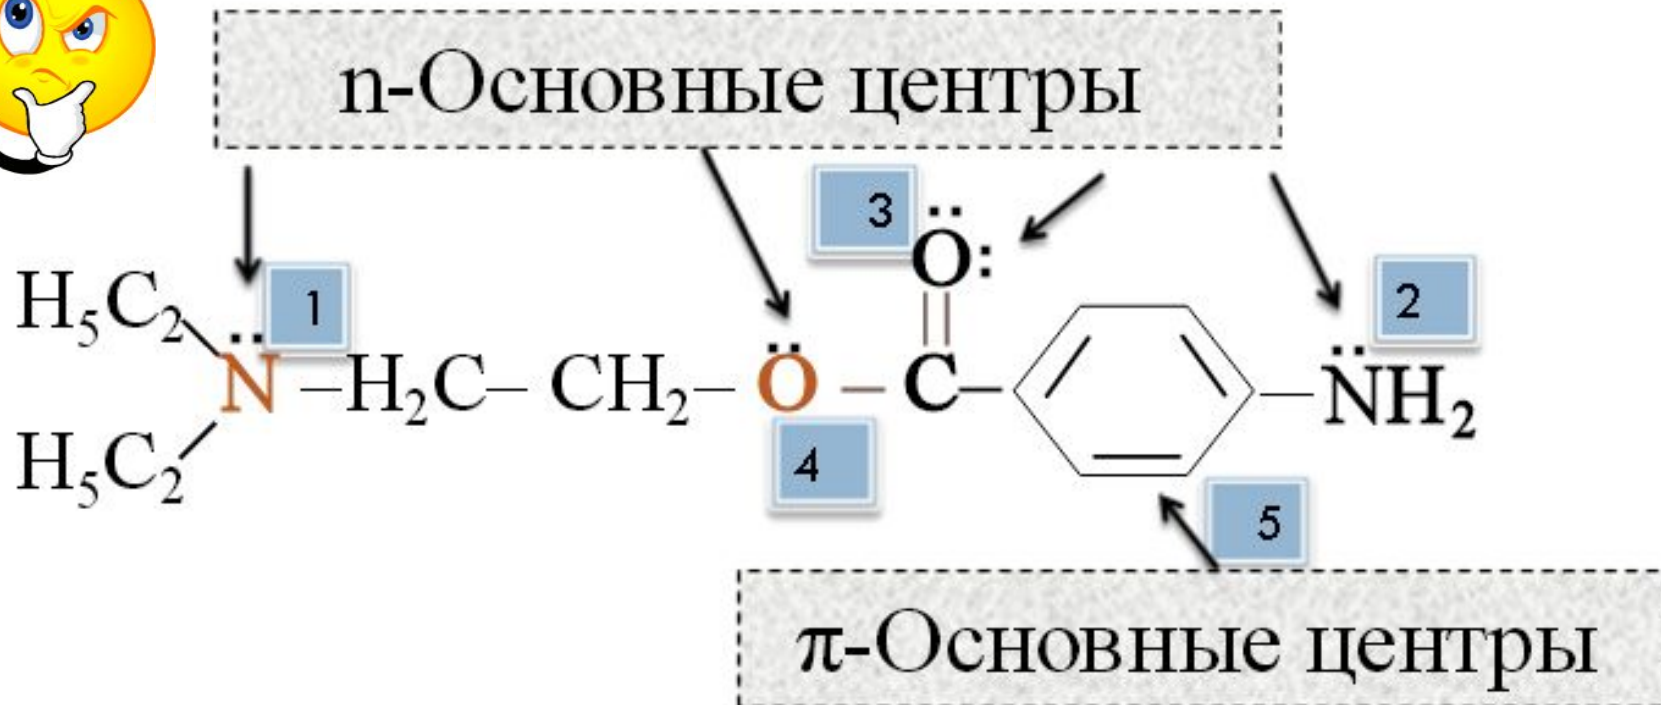 n-Основные центры
3
Ö:
H₅C₂
1
2
N̈ –H₂C– CH₂– Ö – C – N̈H₂
H₅C₂
4
5
π-Основные центры